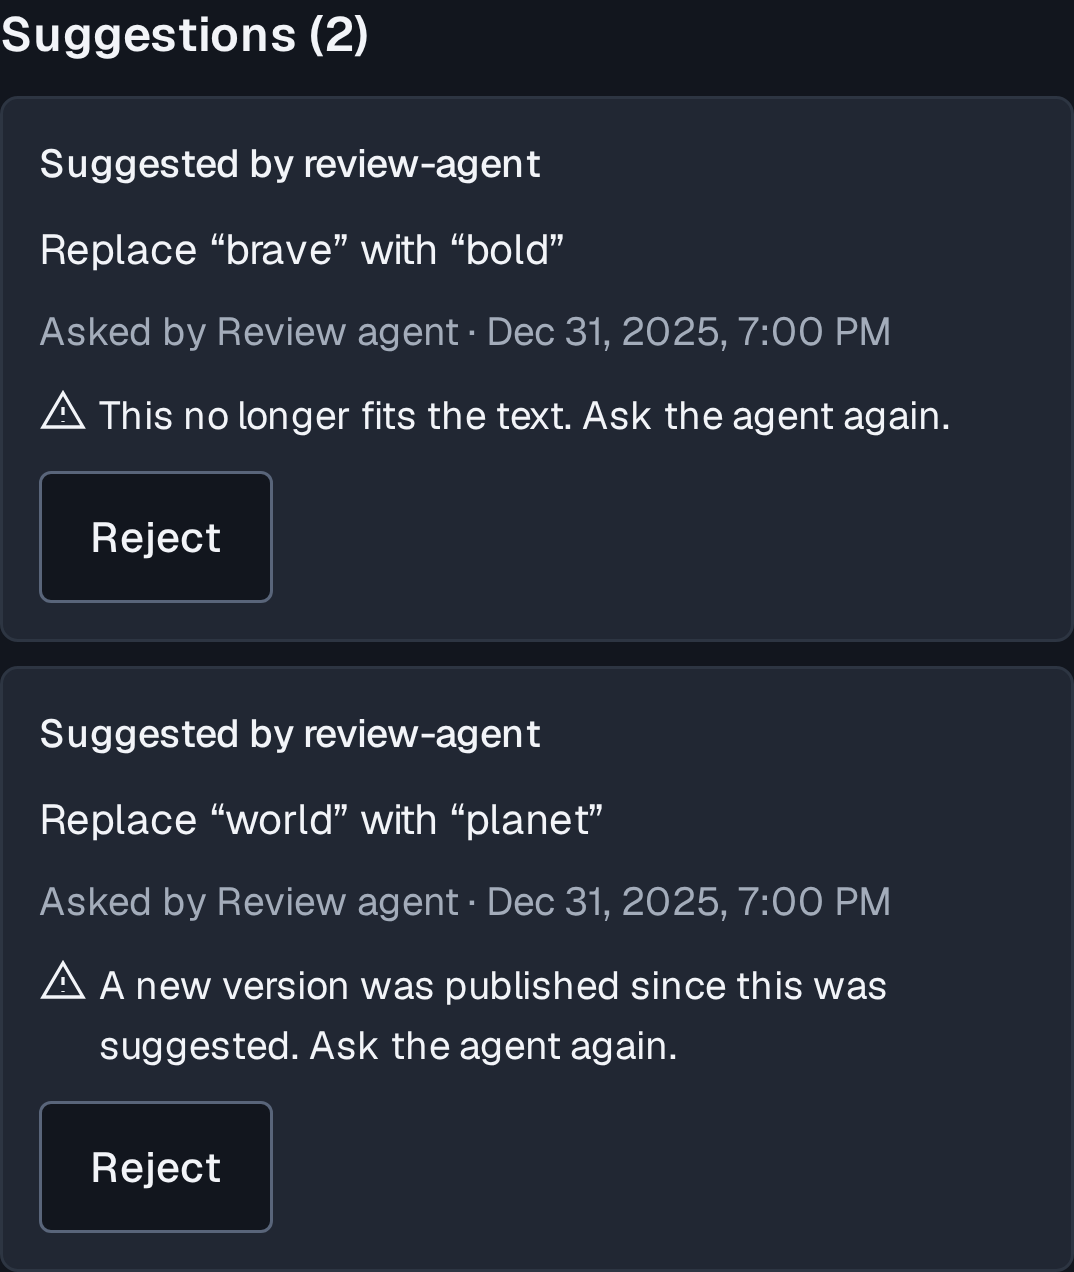 Suggestions (2)
Suggested by review-agent
Replace “brave” with “bold”
Asked by Review agent · Dec 31, 2025, 7:00 PM
This no longer fits the text. Ask the agent again.
Reject
Suggested by review-agent
Replace “world” with “planet”
Asked by Review agent · Dec 31, 2025, 7:00 PM
A new version was published since this was
suggested. Ask the agent again.
Reject